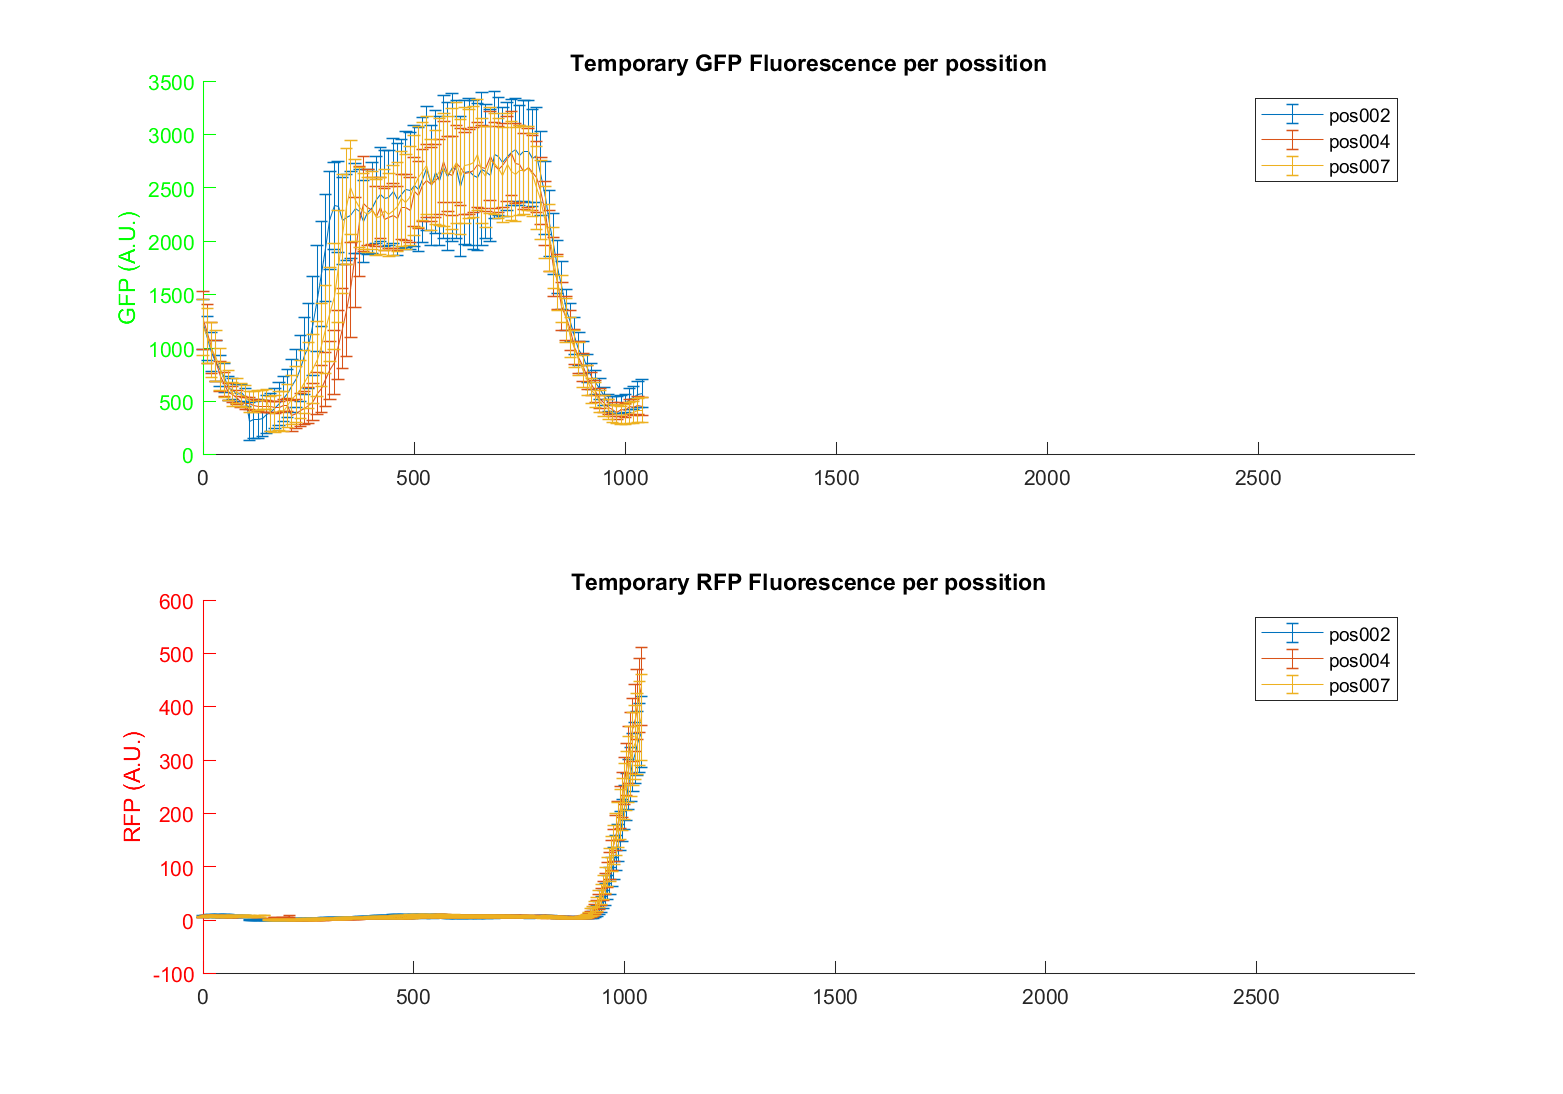 Temporary GFP Fluorescence per possition
3500
3000
2500
2000
1500
1000
500
0
GFP (A.U.)
0 500 1000 1500 2000 2500
pos002
pos004
pos007
Temporary RFP Fluorescence per possition
600
500
400
300
200
100
0
-100
RFP (A.U.)
0 500 1000 1500 2000 2500
pos002
pos004
pos007